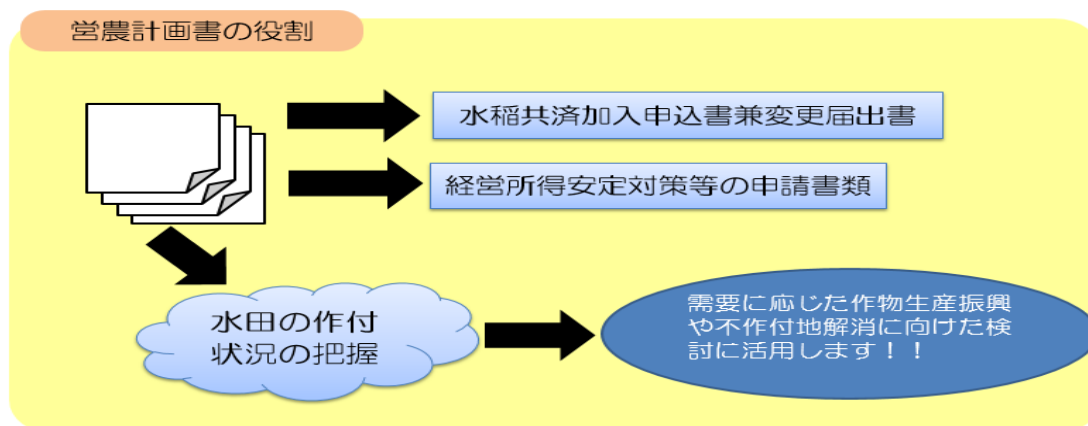 営農計画書の役割
水稲共済加入申込書兼変更届出書
経営所得安定対策等の申請書類
水田の作付
状況の把握
需要に応じた作物生産振興
や不作付地解消に向けた検
討に活用します！！